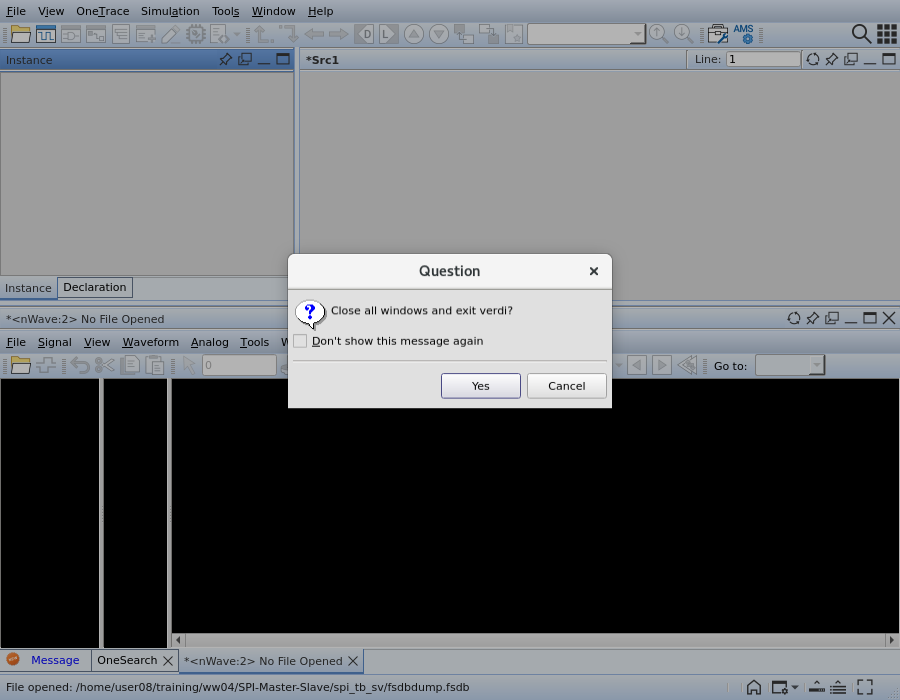 File View OneTrace Simulation Tools Window Help
D L AMS
Instance
*Src1 Line: 1
Instance Declaration
Question
? Close all windows and exit verdi?
Don't show this message again
Yes Cancel
*<nWave:2> No File Opened
File Signal View Waveform Analog Tools W
0 Go to:
Message OneSearch *<nWave:2> No File Opened
File opened: /home/user08/training/ww04/SPI-Master-Slave/spi_tb_sv/fsdbdump.fsdb